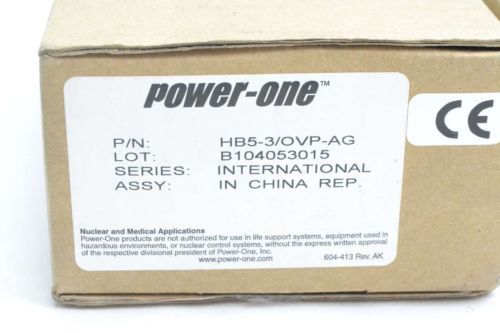 power-one™
P/N: HB5-3/OVP-AG
LOT: B104053015
SERIES: INTERNATIONAL
ASSY: IN CHINA REP.
CE
Nuclear and Medical Applications
Power-One products are not authorized for use in life support systems, equipment used in
hazardous environments, or nuclear control systems, without the express written approval
of the respective divisional president of Power-One, Inc.
www.power-one.com 604-413 Rev. AK